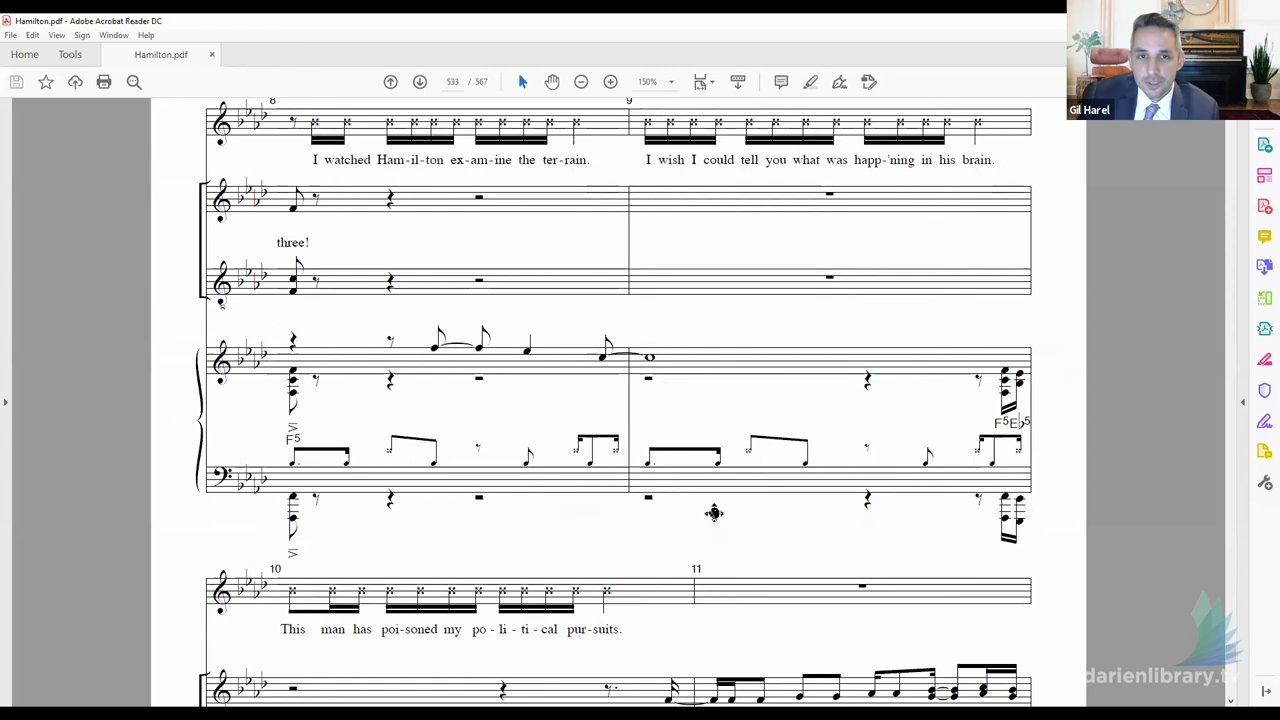 Hamilton.pdf - Adobe Acrobat Reader DC
File Edit View Sign Window Help
Home Tools Hamilton.pdf ×
533 / 567 150%
Gil Harel
8 9
I watched Ham-il-ton ex-am-ine the ter-rain. I wish I could tell you what was happ-'ning in his brain.
three!
8
F5E♭5
F5
10 11
This man has poi-soned my po-li-ti-cal pur-suits.
darienlibrary.tv